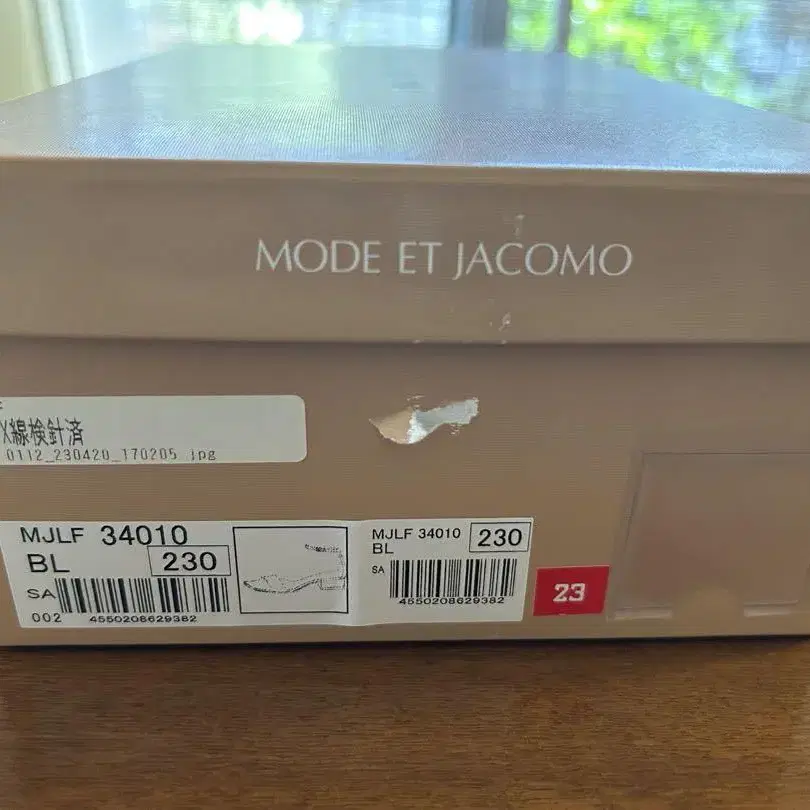 MODE ET JACOMO
X線検針済
0112_230420_170205.jpg
MJLF 34010
BL 230
SA
002 4550208629382
MJLF 34010 230
BL
SA
4550208629382
23